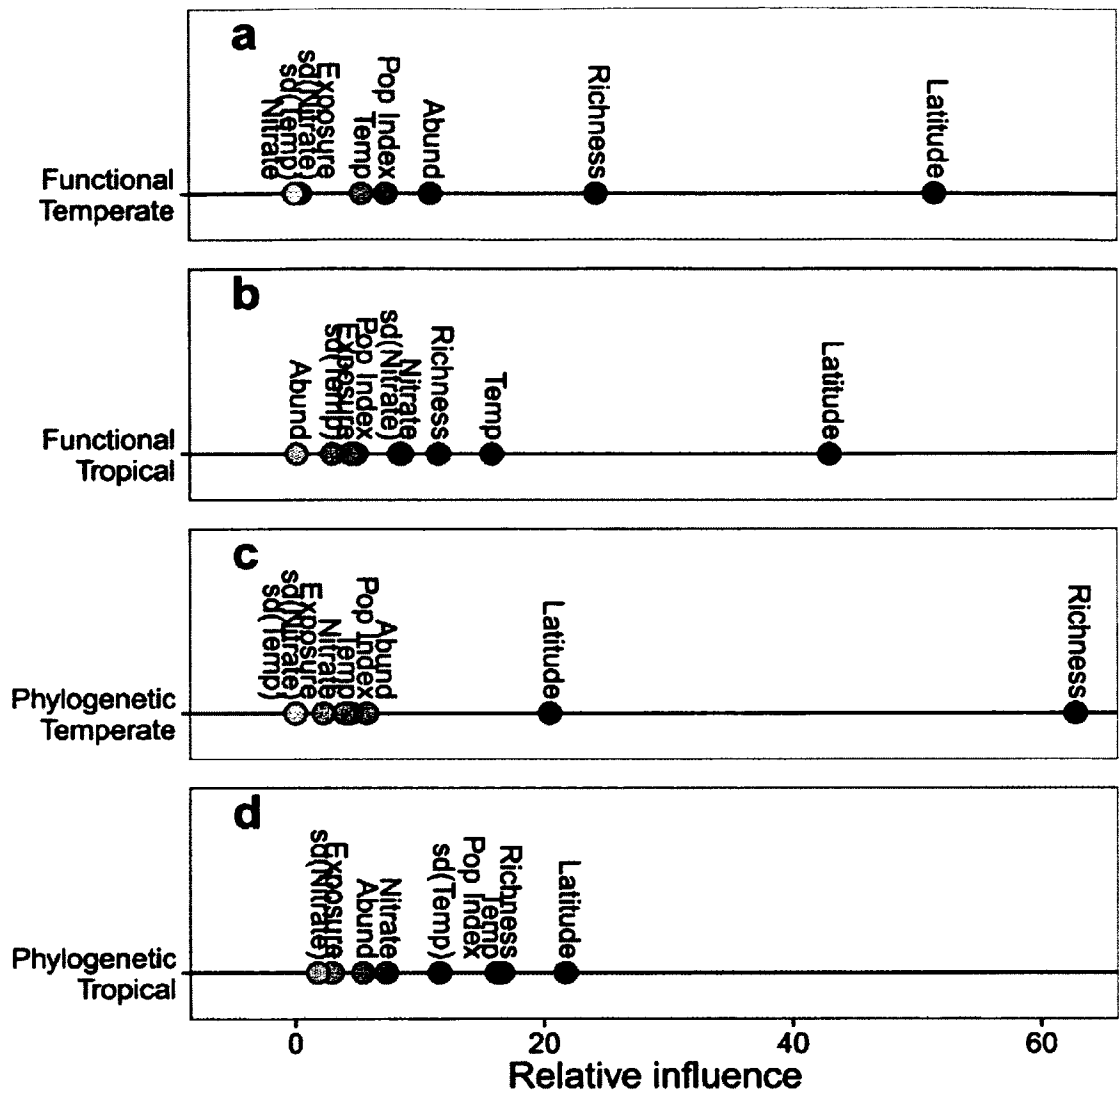 a
Nitrate
sd(Temp)
sd(Nitrate)
Exposure
Temp
Pop Index
Abund
Richness
Latitude
Functional
Temperate
b
Abund
sd(Temp)
Exposure
Pop Index
sd(Nitrate)
Nitrate
Richness
Temp
Latitude
Functional
Tropical
c
sd(Temp)
sd(Nitrate)
Exposure
Nitrate
Temp
Pop Index
Abund
Latitude
Richness
Phylogenetic
Temperate
d
sd(Nitrate)
Exposure
Abund
Nitrate
sd(Temp)
Pop Index
Temp
Richness
Latitude
Phylogenetic
Tropical
0
20
40
60
Relative influence